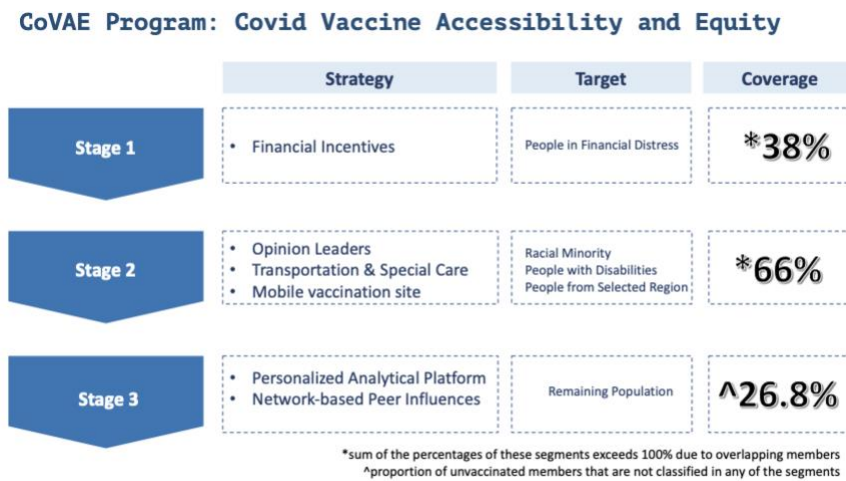 CoVAE Program: Covid Vaccine Accessibility and Equity
Strategy
Target
Coverage
Stage 1
• Financial Incentives
People in Financial Distress
*38%
Stage 2
• Opinion Leaders
• Transportation & Special Care
• Mobile vaccination site
Racial Minority
People with Disabilities
People from Selected Region
*66%
Stage 3
• Personalized Analytical Platform
• Network-based Peer Influences
Remaining Population
^26.8%
*sum of the percentages of these segments exceeds 100% due to overlapping members
^proportion of unvaccinated members that are not classified in any of the segments